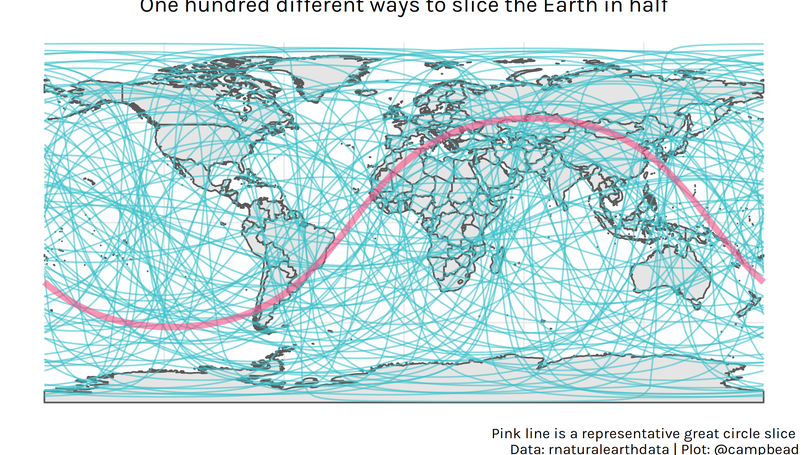 One hundred different ways to slice the Earth in half
Pink line is a representative great circle slice
Data: rnaturalearthdata | Plot: @campbead